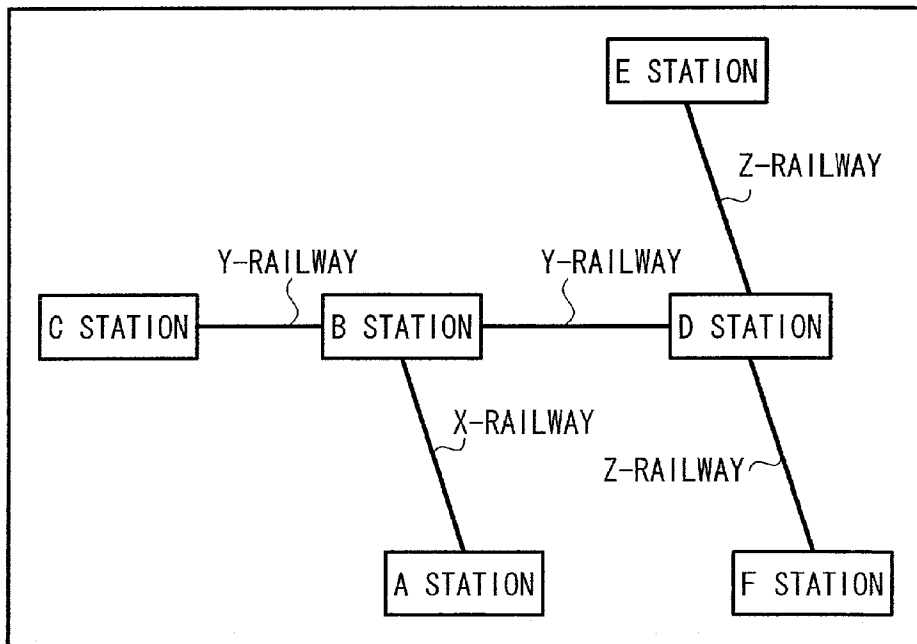 E STATION
Z-RAILWAY
Y-RAILWAY
Y-RAILWAY
C STATION
B STATION
D STATION
X-RAILWAY
Z-RAILWAY
A STATION
F STATION